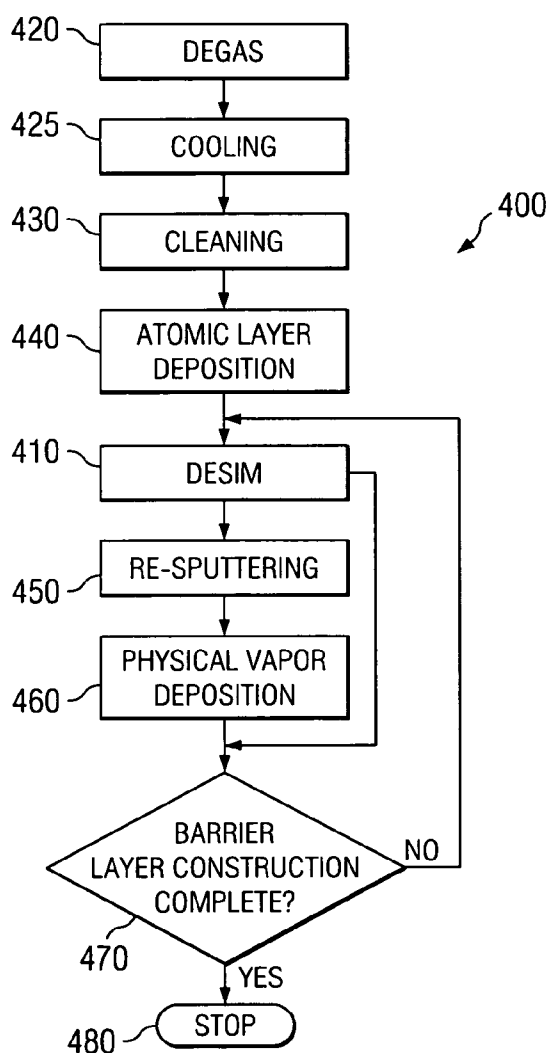 420
DEGAS
425
COOLING
430
CLEANING
400
440
ATOMIC LAYER
DEPOSITION
410
DESIM
RE-SPUTTERING
450
PHYSICAL VAPOR
DEPOSITION
460
BARRIER
LAYER CONSTRUCTION
COMPLETE?
NO
470
YES
480
STOP